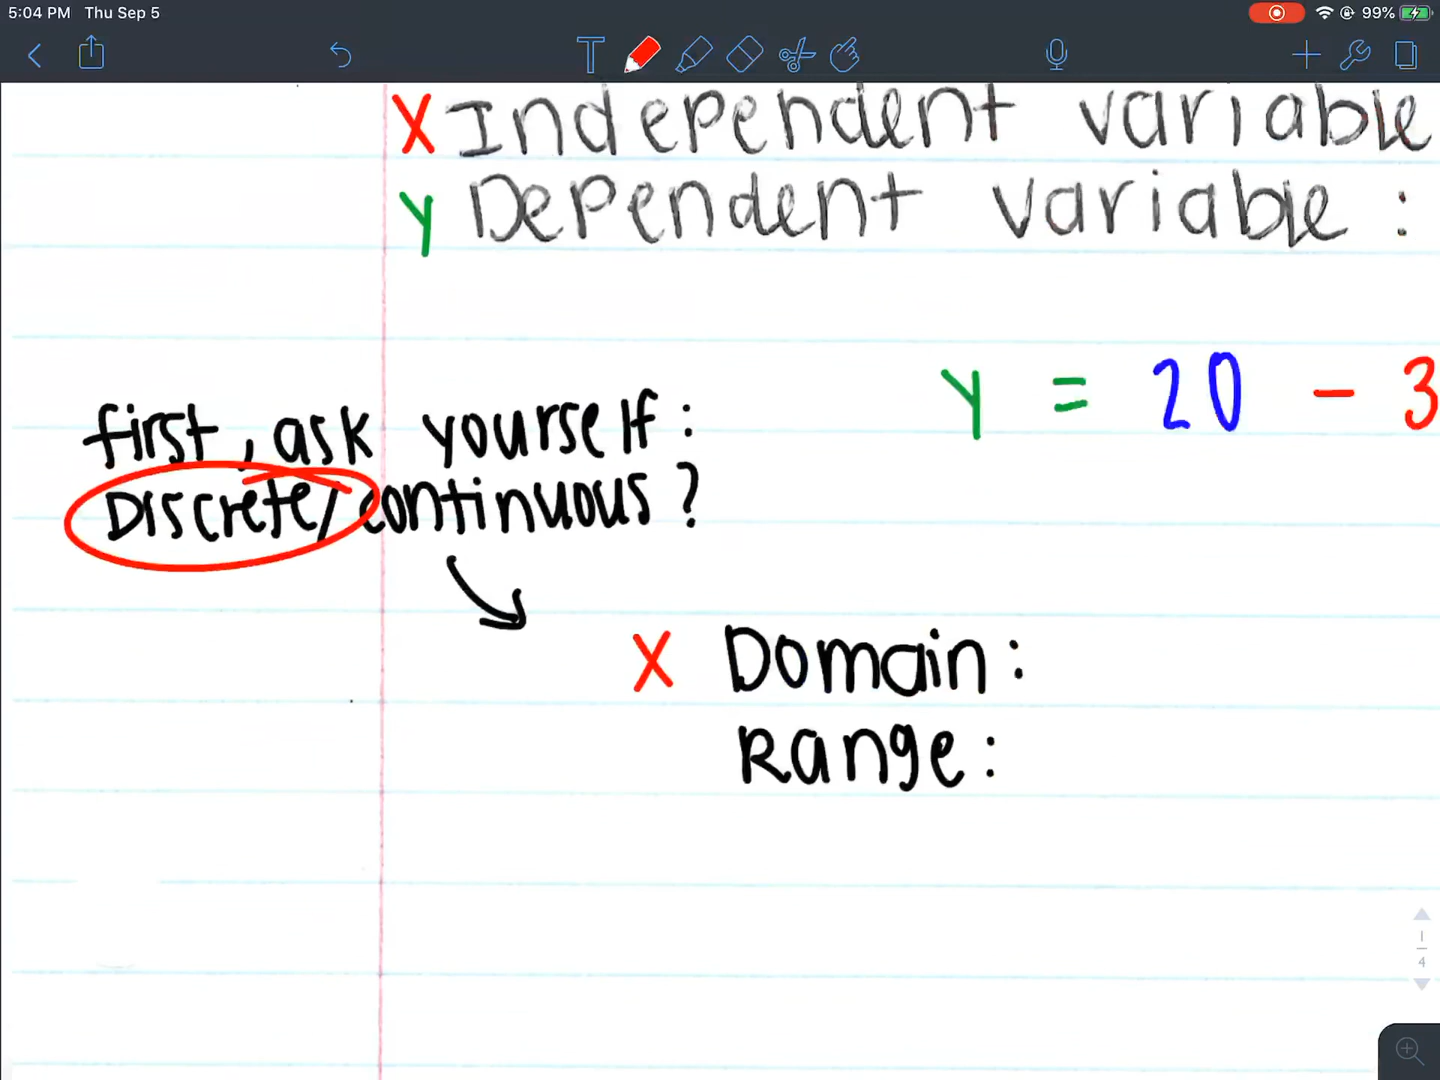 5:04 PM Thu Sep 5
99%
X Independent variable
y Dependent variable :
y = 20 - 3
first, ask yourself:
Discrete/continuous?
X Domain:
Range:
1
4